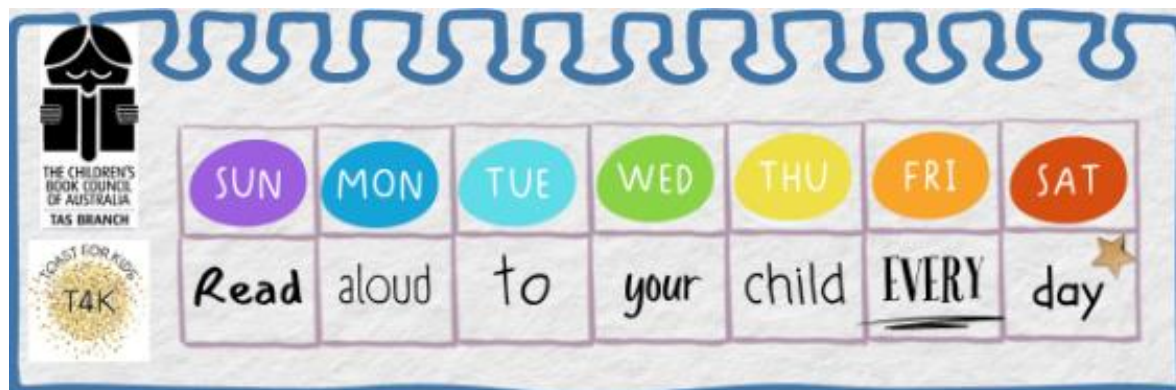 THE CHILDREN'S
BOOK COUNCIL
OF AUSTRALIA
TAS BRANCH
TOAST FOR KIDS
T4K
SUN MON TUE WED THU FRI SAT
Read aloud to your child EVERY day